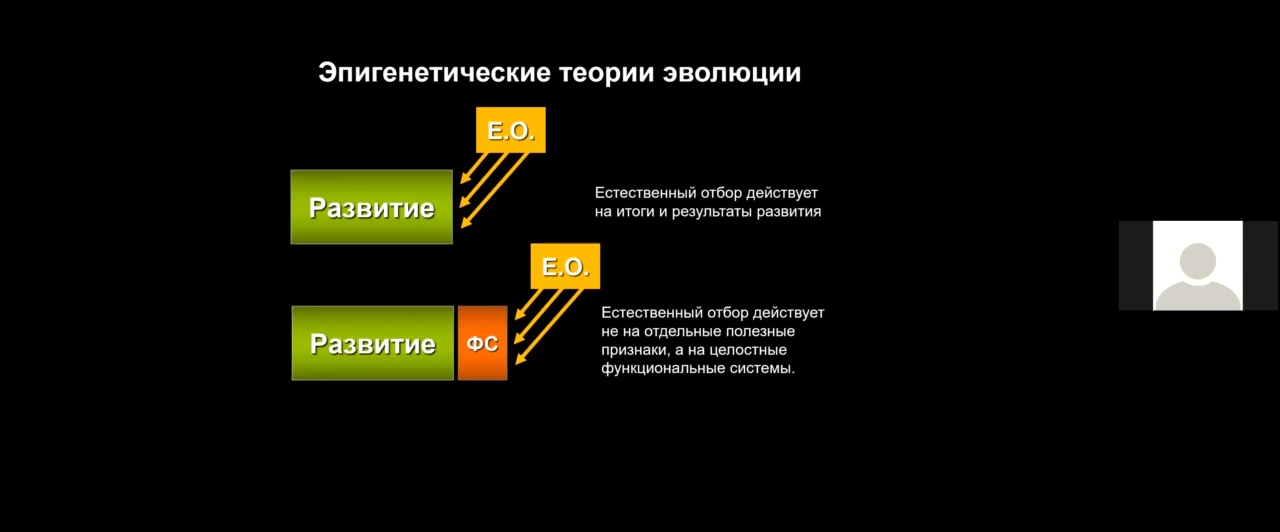 Эпигенетические теории эволюции
Е.О.
Развитие
Естественный отбор действует
на итоги и результаты развития
Е.О.
Развитие
ФС
Естественный отбор действует
не на отдельные полезные
признаки, а на целостные
функциональные системы.